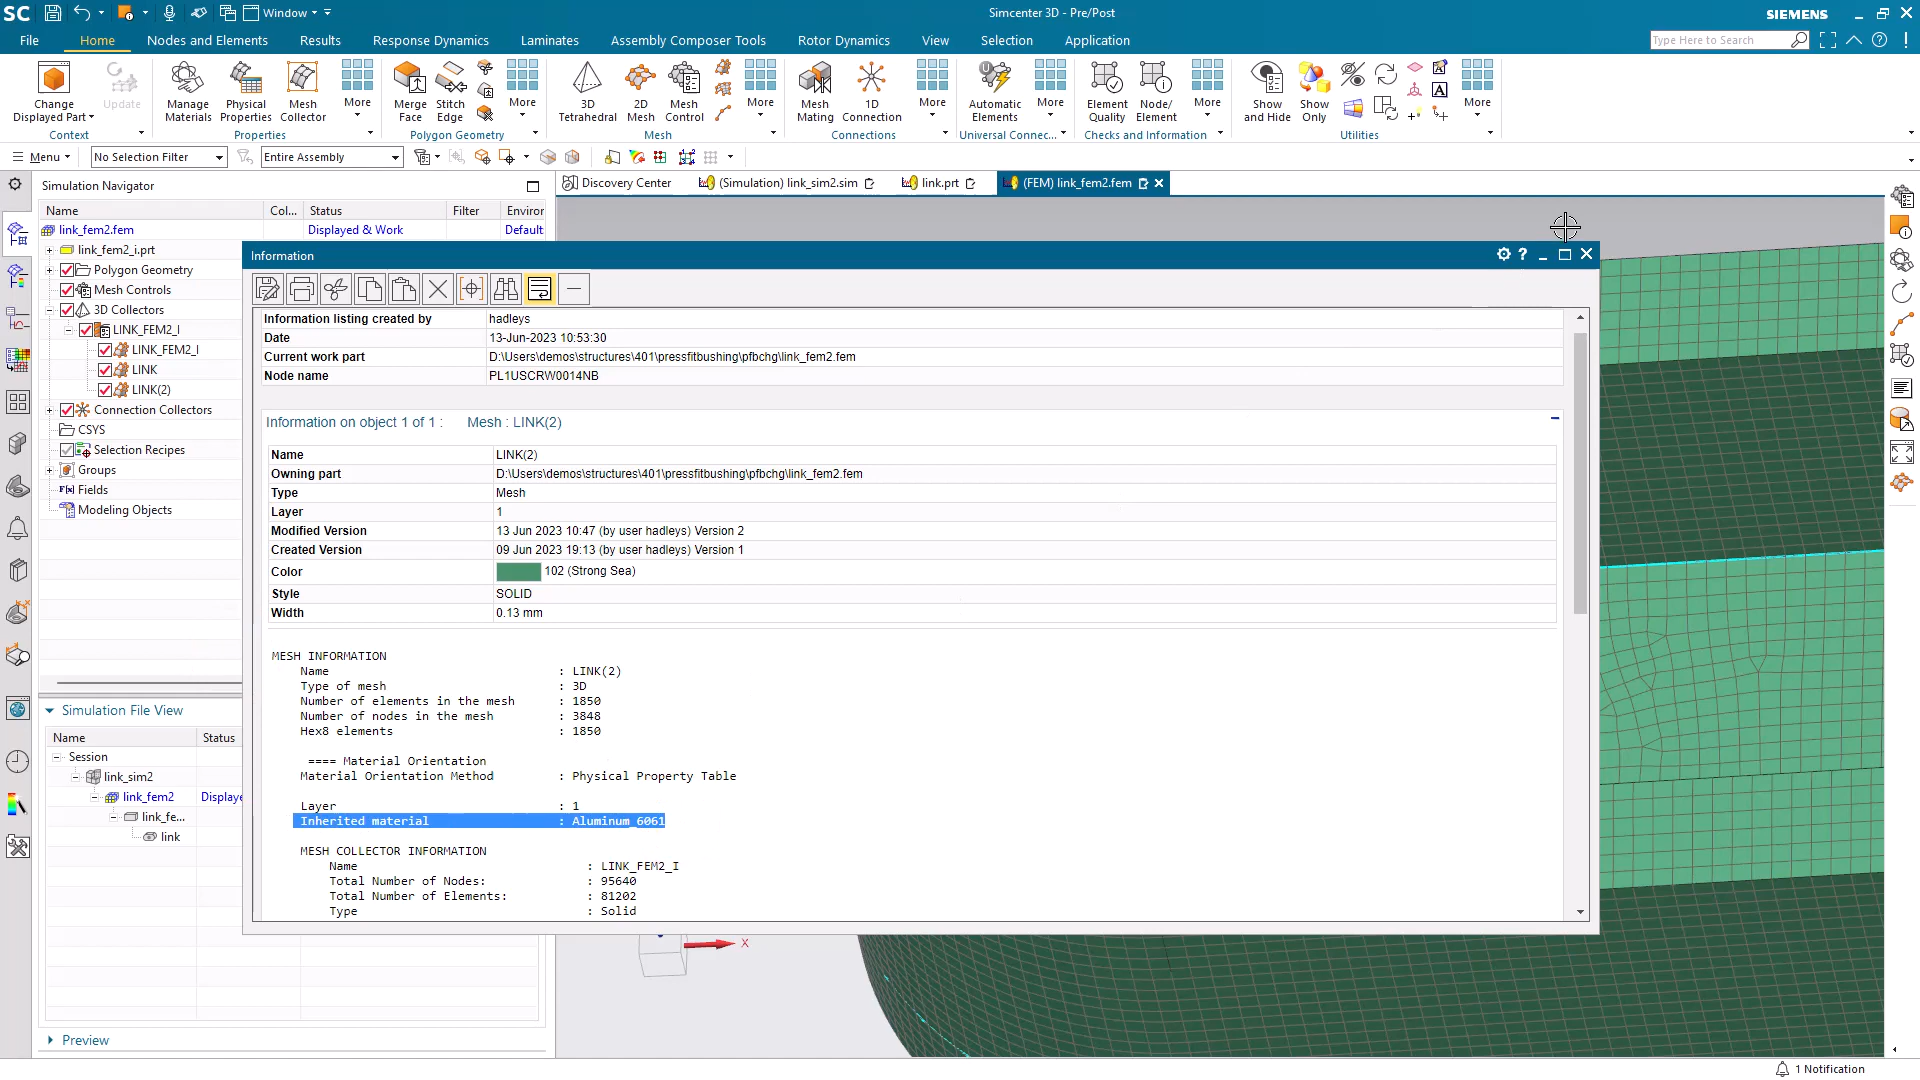 SC Window Simcenter 3D - Pre/Post SIEMENS
File Home Nodes and Elements Results Response Dynamics Laminates Assembly Composer Tools Rotor Dynamics View Selection Application Type Here to Search
Change Displayed Part Update Manage Materials Physical Properties Mesh Collector More Merge Face Stitch Edge More 3D Tetrahedral 2D Mesh Mesh Control More Mesh Mating 1D Connection More Automatic Elements More Element Quality Node/ Element More Show and Hide Show Only More
Context Properties Polygon Geometry Mesh Connections Universal Connec... Checks and Information Utilities
Menu No Selection Filter Entire Assembly
Simulation Navigator Discovery Center (Simulation) link_sim2.sim link.prt (FEM) link_fem2.fem
Name Col... Status Filter Environ
link_fem2.fem Displayed & Work Default
link_fem2_i.prt
Polygon Geometry
Mesh Controls
3D Collectors
LINK_FEM2_I
LINK_FEM2_I
LINK
LINK(2)
Connection Collectors
CSYS
Selection Recipes
Groups
F(x) Fields
Modeling Objects
Simulation File View
Name Status
Session
link_sim2
link_fem2 Displaye
link_fe...
link
Preview
Information
Information listing created by hadleys
Date 13-Jun-2023 10:53:30
Current work part D:\Users\demos\structures\401\pressfitbushing\pfbchg\link_fem2.fem
Node name PL1USCRW0014NB
Information on object 1 of 1 : Mesh : LINK(2)
Name LINK(2)
Owning part D:\Users\demos\structures\401\pressfitbushing\pfbchg\link_fem2.fem
Type Mesh
Layer 1
Modified Version 13 Jun 2023 10:47 (by user hadleys) Version 2
Created Version 09 Jun 2023 19:13 (by user hadleys) Version 1
Color 102 (Strong Sea)
Style SOLID
Width 0.13 mm
MESH INFORMATION
Name : LINK(2)
Type of mesh : 3D
Number of elements in the mesh : 1850
Number of nodes in the mesh : 3848
Hex8 elements : 1850
==== Material Orientation
Material Orientation Method : Physical Property Table
Layer : 1
Inherited material : Aluminum_6061
MESH COLLECTOR INFORMATION
Name : LINK_FEM2_I
Total Number of Nodes: : 95640
Total Number of Elements: : 81202
Type : Solid
X
1 Notification